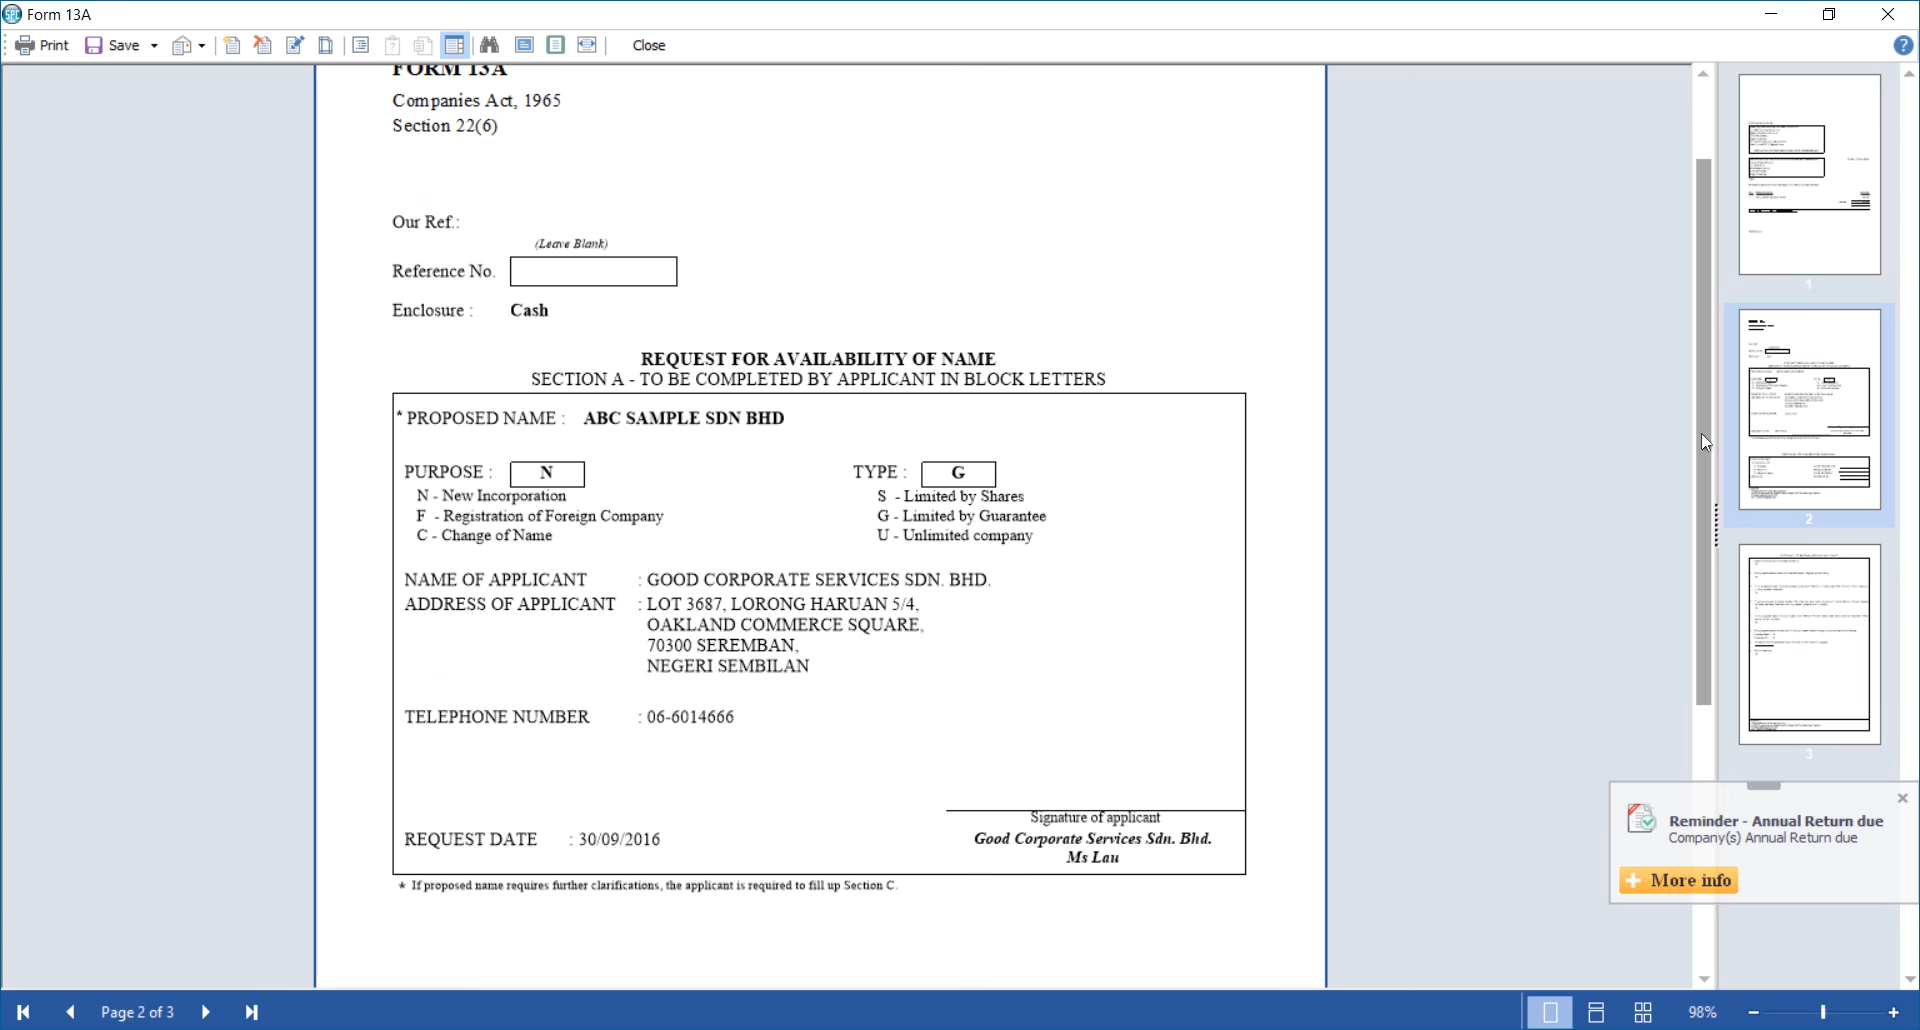 Form 13A
Print
Save
Close
FORM 13A
Companies Act, 1965
Section 22(6)
Our Ref.:
(Leave Blank)
Reference No.
Enclosure : Cash
REQUEST FOR AVAILABILITY OF NAME
SECTION A - TO BE COMPLETED BY APPLICANT IN BLOCK LETTERS
* PROPOSED NAME : ABC SAMPLE SDN BHD
PURPOSE : N TYPE : G
N - New Incorporation S - Limited by Shares
F - Registration of Foreign Company G - Limited by Guarantee
C - Change of Name U - Unlimited company
NAME OF APPLICANT : GOOD CORPORATE SERVICES SDN. BHD.
ADDRESS OF APPLICANT : LOT 3687, LORONG HARUAN 5/4,
OAKLAND COMMERCE SQUARE,
70300 SEREMBAN,
NEGERI SEMBILAN
TELEPHONE NUMBER : 06-6014666
Signature of applicant
REQUEST DATE : 30/09/2016 Good Corporate Services Sdn. Bhd.
Ms Lau
* If proposed name requires further clarifications, the applicant is required to fill up Section C.
1
2
3
Reminder - Annual Return due
Company(s) Annual Return due
More info
Page 2 of 3
98%